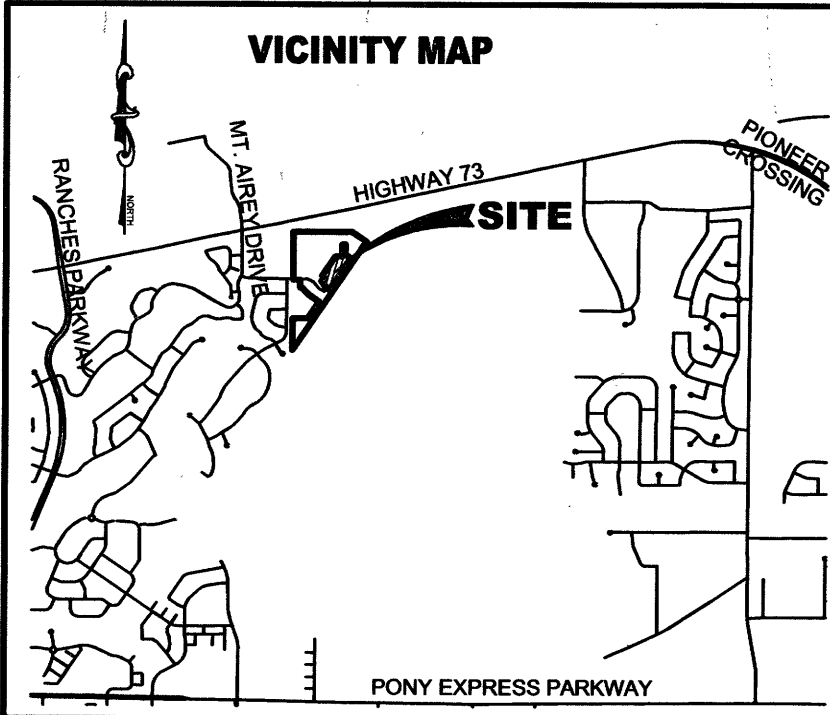 VICINITY MAP
NORTH
PIONEER
CROSSING
MT. AIREY DRIVE
HIGHWAY 73
RANCHES PARKWAY
SITE
PONY EXPRESS PARKWAY